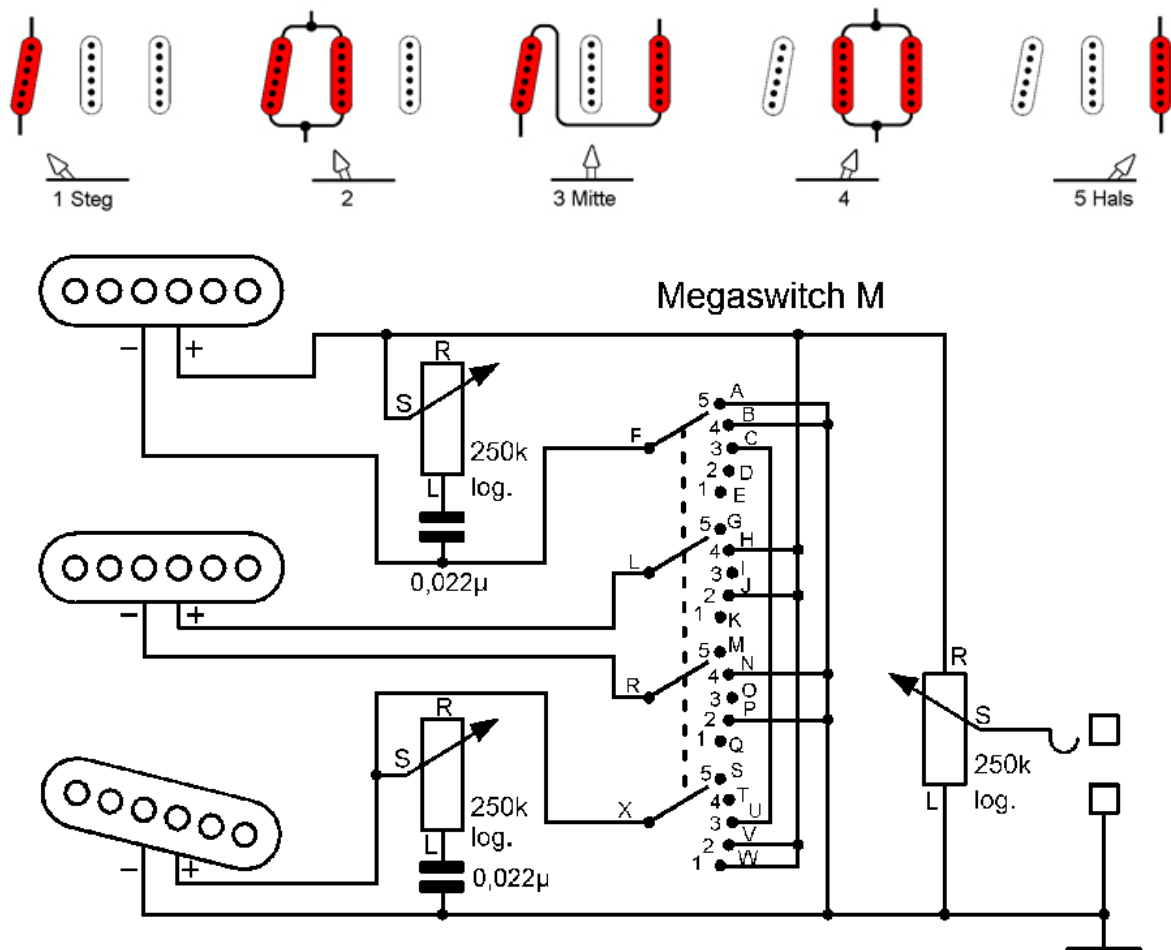 1 Steg
2
3 Mitte
4
5 Hals
Megaswitch M
− +
R
S
250k
L log.
0,022µ
F
5 A
4 B
3 C
2 D
1 E
− +
L
5 G
4 H
3 I
2 J
1 K
R
5 M
4 N
3 O
2 P
1 Q
R
S
250k
L log.
− +
R
S
250k
L log.
0,022µ
X
5 S
4 T
3 U
2 V
1 W